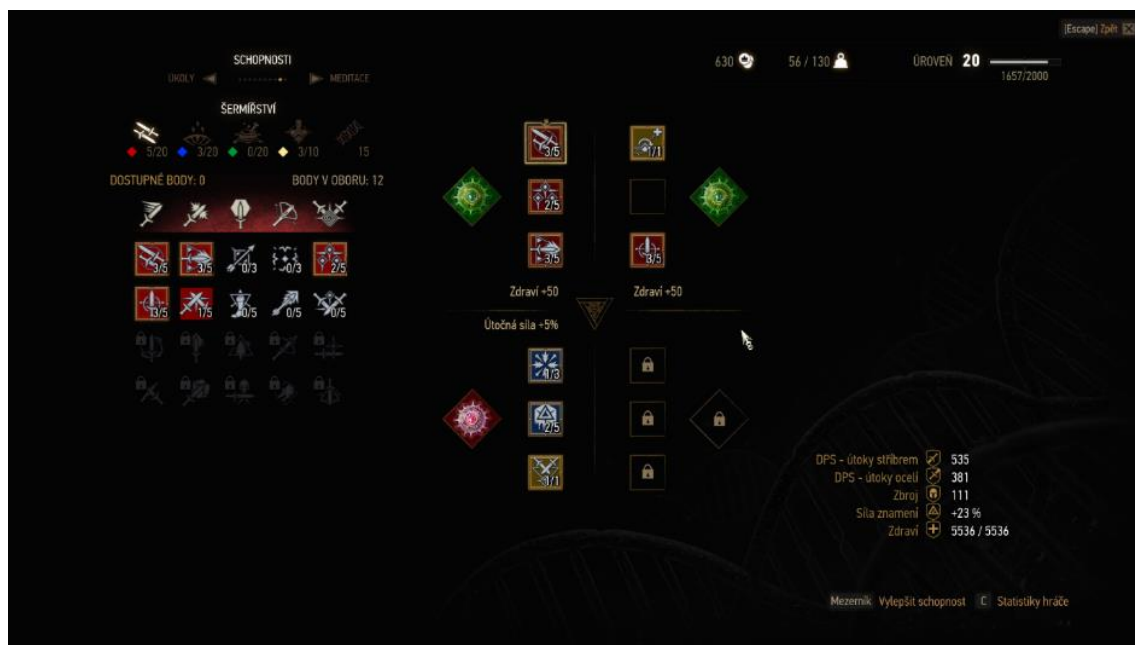 [Escape] Zpět
SCHOPNOSTI
630 56 / 130 ÚROVEŇ 20
ÚKOLY MEDITACE
1657/2000
ŠERMÍŘSTVÍ
5/20 3/20 0/20 3/10 15
3/5 1/1
DOSTUPNÉ BODY: 0 BODY V OBORU: 12
2/5
3/5 3/5 0/3 0/3 2/5
3/5 3/5
Zdraví +50 Zdraví +50
3/5 1/5 0/5 0/5 0/5
Útočná síla +5%
1/3
2/5
1/1
DPS - útoky stříbrem 535
DPS - útoky ocelí 381
Zbroj 111
Síla znamení +23 %
Zdraví 5536 / 5536
Mezerník Vylepšit schopnost C Statistiky hráče